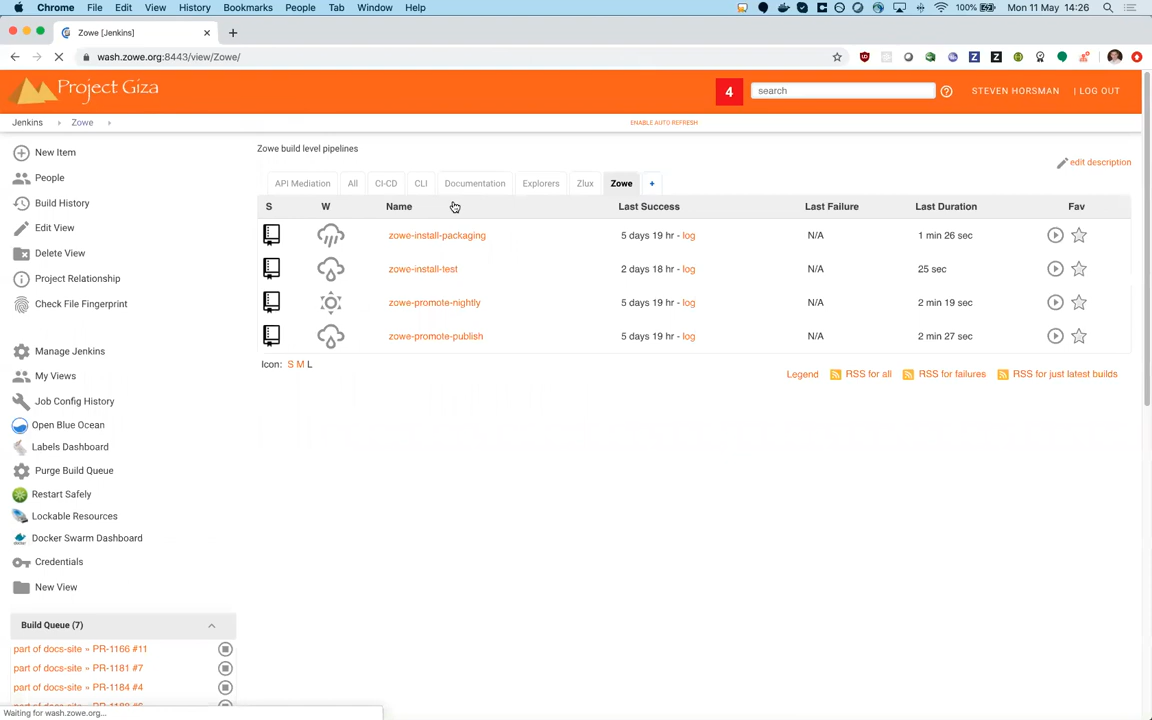 Chrome File Edit View History Bookmarks People Tab Window Help 100% Mon 11 May 14:26
Zowe [Jenkins]
wash.zowe.org:8443/view/Zowe/
Project Giza 4 search STEVEN HORSMAN | LOG OUT
Jenkins Zowe ENABLE AUTO REFRESH
Zowe build level pipelines
edit description
New Item
People
Build History
Edit View
Delete View
Project Relationship
Check File Fingerprint
Manage Jenkins
My Views
Job Config History
Open Blue Ocean
Labels Dashboard
Purge Build Queue
Restart Safely
Lockable Resources
Docker Swarm Dashboard
Credentials
New View
Build Queue (7)
part of docs-site » PR-1166 #11
part of docs-site » PR-1181 #7
part of docs-site » PR-1184 #4
API Mediation All CI-CD CLI Documentation Explorers Zlux Zowe +
S W Name Last Success Last Failure Last Duration Fav
zowe-install-packaging 5 days 19 hr - log N/A 1 min 26 sec
zowe-install-test 2 days 18 hr - log N/A 25 sec
zowe-promote-nightly 5 days 19 hr - log N/A 2 min 19 sec
zowe-promote-publish 5 days 19 hr - log N/A 2 min 27 sec
Icon: S M L
Legend RSS for all RSS for failures RSS for just latest builds
Waiting for wash.zowe.org...